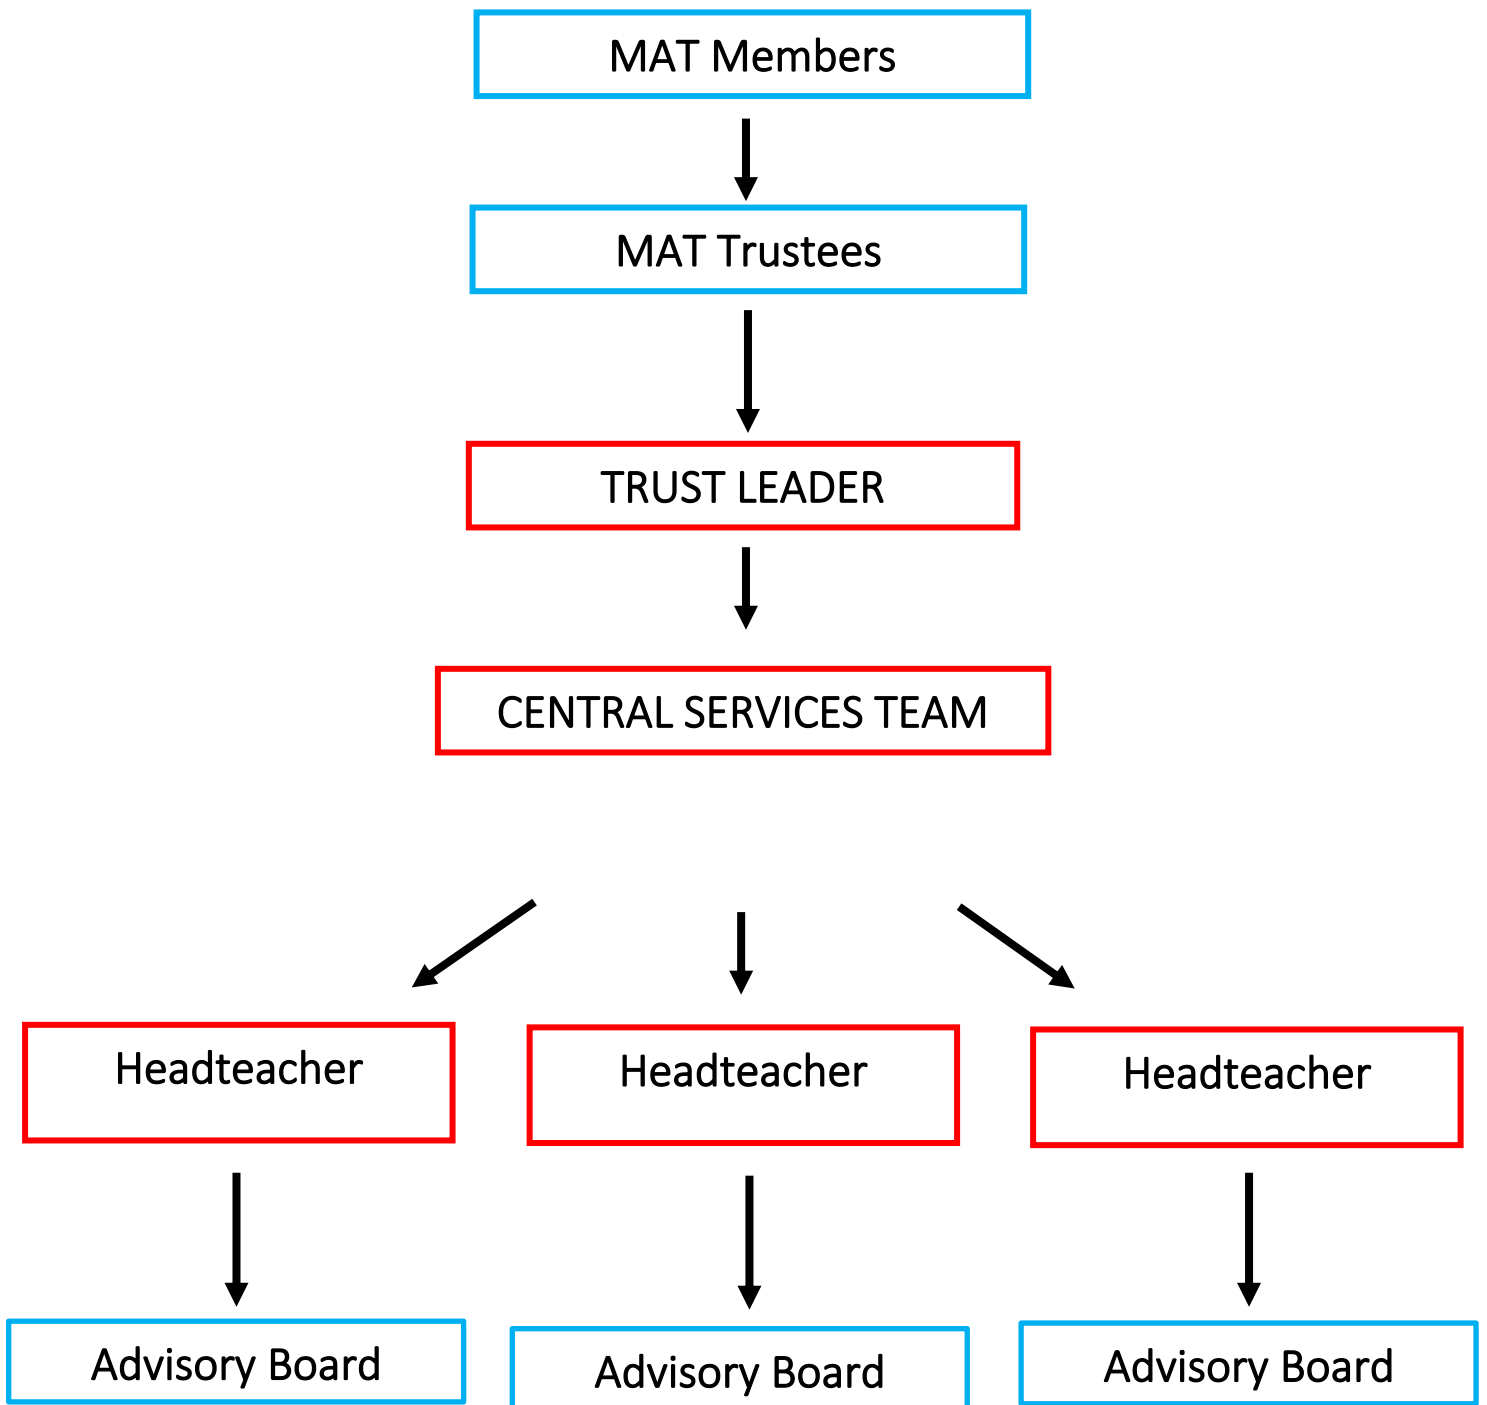 MAT Members
MAT Trustees
TRUST LEADER
CENTRAL SERVICES TEAM
Headteacher
Headteacher
Headteacher
Advisory Board
Advisory Board
Advisory Board